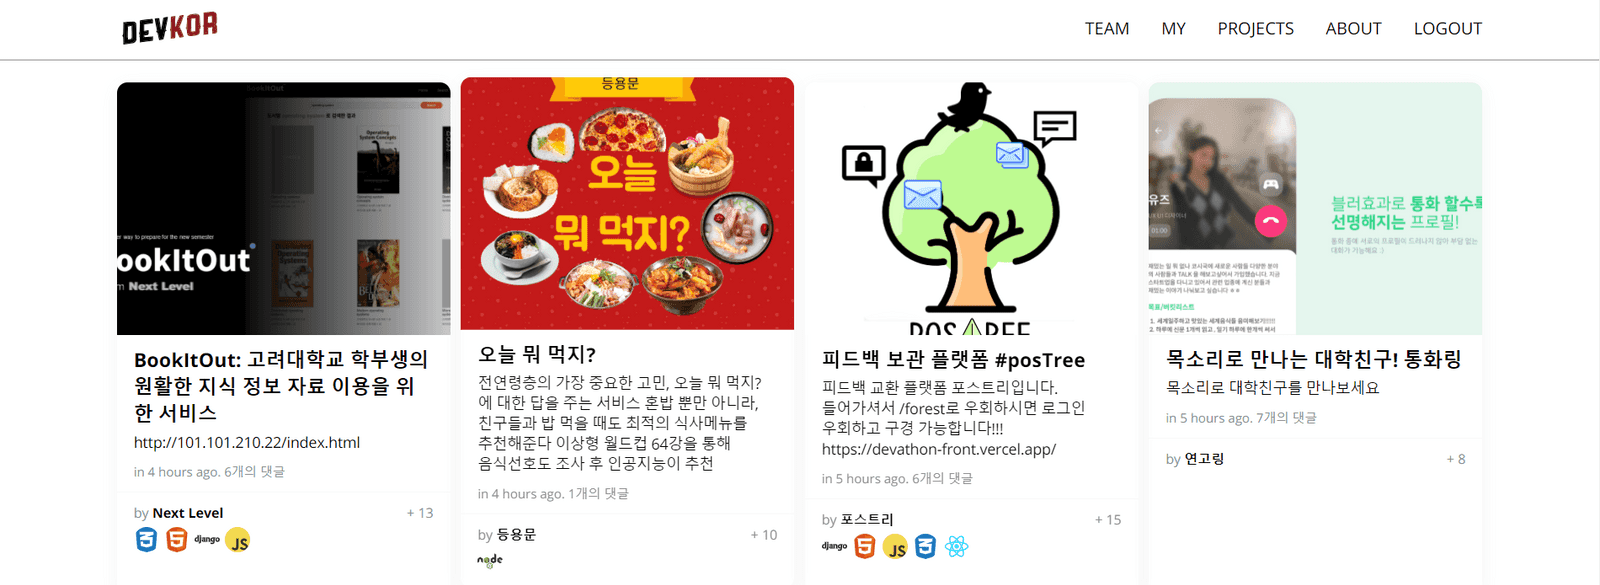 DEVKOR
TEAM MY PROJECTS ABOUT LOGOUT
er way to prepare for the new semester
ookItOut
m Next Level
Operating System Concepts
BookItOut: 고려대학교 학부생의
원활한 지식 정보 자료 이용을 위
한 서비스
http://101.101.210.22/index.html
in 4 hours ago. 6개의 댓글
by Next Level + 13
django JS
등용문
오늘
뭐 먹지?
오늘 뭐 먹지?
전연령층의 가장 중요한 고민, 오늘 뭐 먹지?
에 대한 답을 주는 서비스 혼밥 뿐만 아니라,
친구들과 밥 먹을 때도 최적의 식사메뉴를
추천해준다 이상형 월드컵 64강을 통해
음식선호도 조사 후 인공지능이 추천
in 4 hours ago. 1개의 댓글
by 등용문 + 10
node
POSTREE
피드백 보관 플랫폼 #posTree
피드백 교환 플랫폼 포스트리입니다.
들어가셔서 /forest로 우회하시면 로그인
우회하고 구경 가능합니다!!!
https://devathon-front.vercel.app/
in 5 hours ago. 6개의 댓글
by 포스트리 + 15
django JS
유즈
01:00
블러효과로 통화 할수록
선명해지는 프로필!
목소리로 만나는 대학친구! 통화링
목소리로 대학친구를 만나보세요
in 5 hours ago. 7개의 댓글
by 연고링 + 8